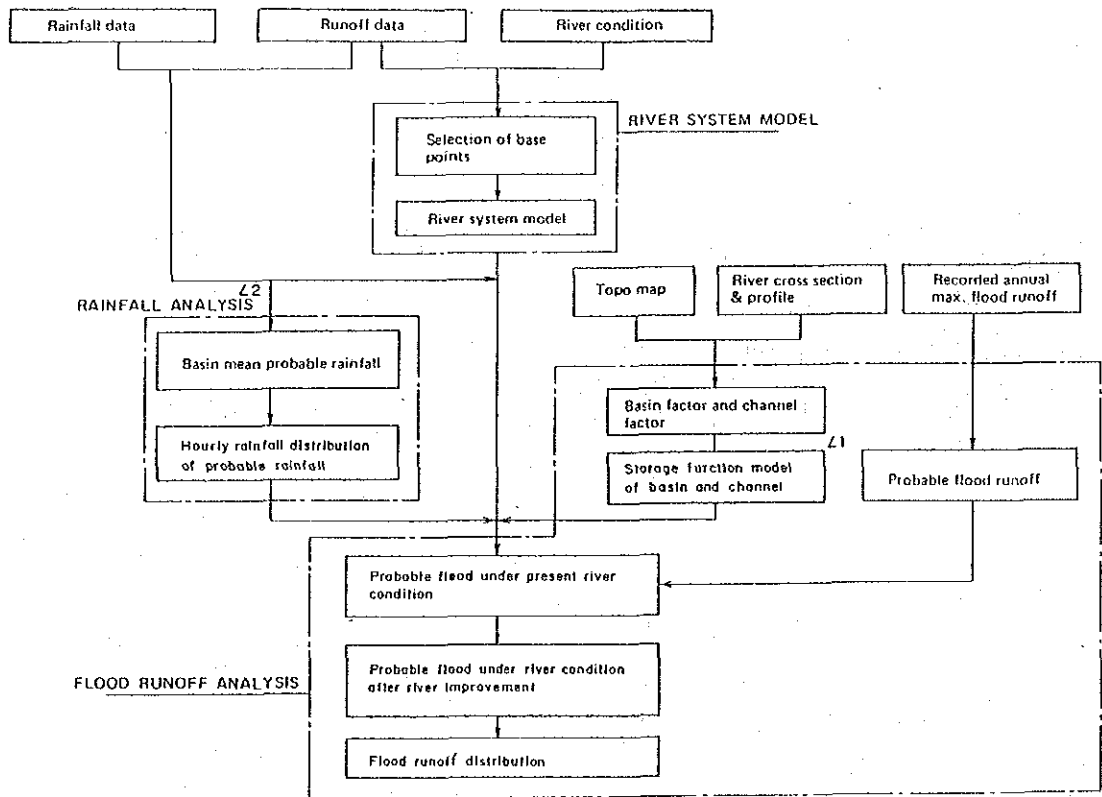 Rainfall data
Runoff data
River condition
RIVER SYSTEM MODEL
Selection of base
points
River system model
∠2
RAINFALL ANALYSIS
Topo map
River cross section
& profile
Recorded annual
max. flood runoff
Basin mean probable rainfall
Basin factor and channel
factor
∠1
Hourly rainfall distribution
of probable rainfall
Storage function model
of basin and channel
Probable flood runoff
Probable flood under present river
condition
Probable flood under river condition
after river improvement
FLOOD RUNOFF ANALYSIS
Flood runoff distribution